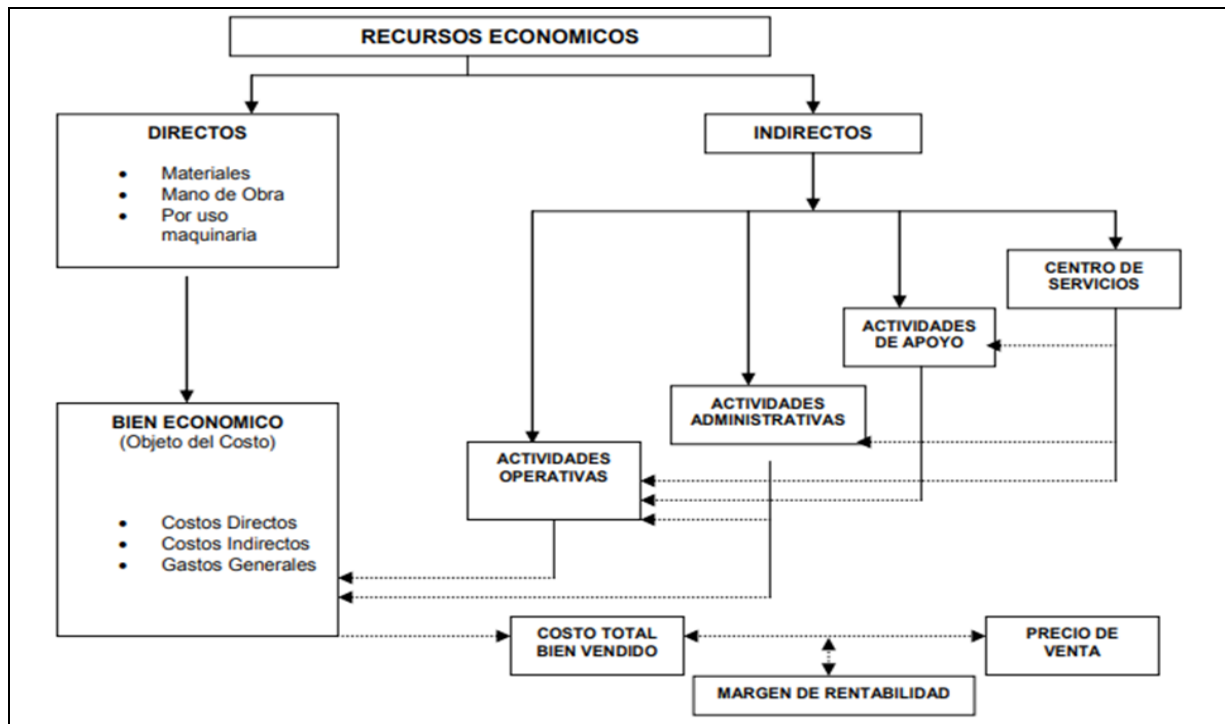 RECURSOS ECONOMICOS
DIRECTOS
• Materiales
• Mano de Obra
• Por uso
maquinaria
INDIRECTOS
CENTRO DE
SERVICIOS
ACTIVIDADES
DE APOYO
ACTIVIDADES
ADMINISTRATIVAS
ACTIVIDADES
OPERATIVAS
BIEN ECONOMICO
(Objeto del Costo)
• Costos Directos
• Costos Indirectos
• Gastos Generales
COSTO TOTAL
BIEN VENDIDO
PRECIO DE
VENTA
MARGEN DE RENTABILIDAD